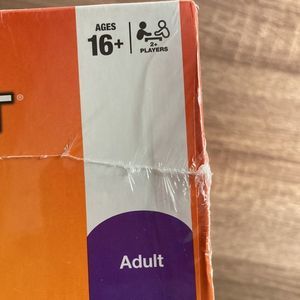 AGES
16+
2+
PLAYERS
T®
Adult